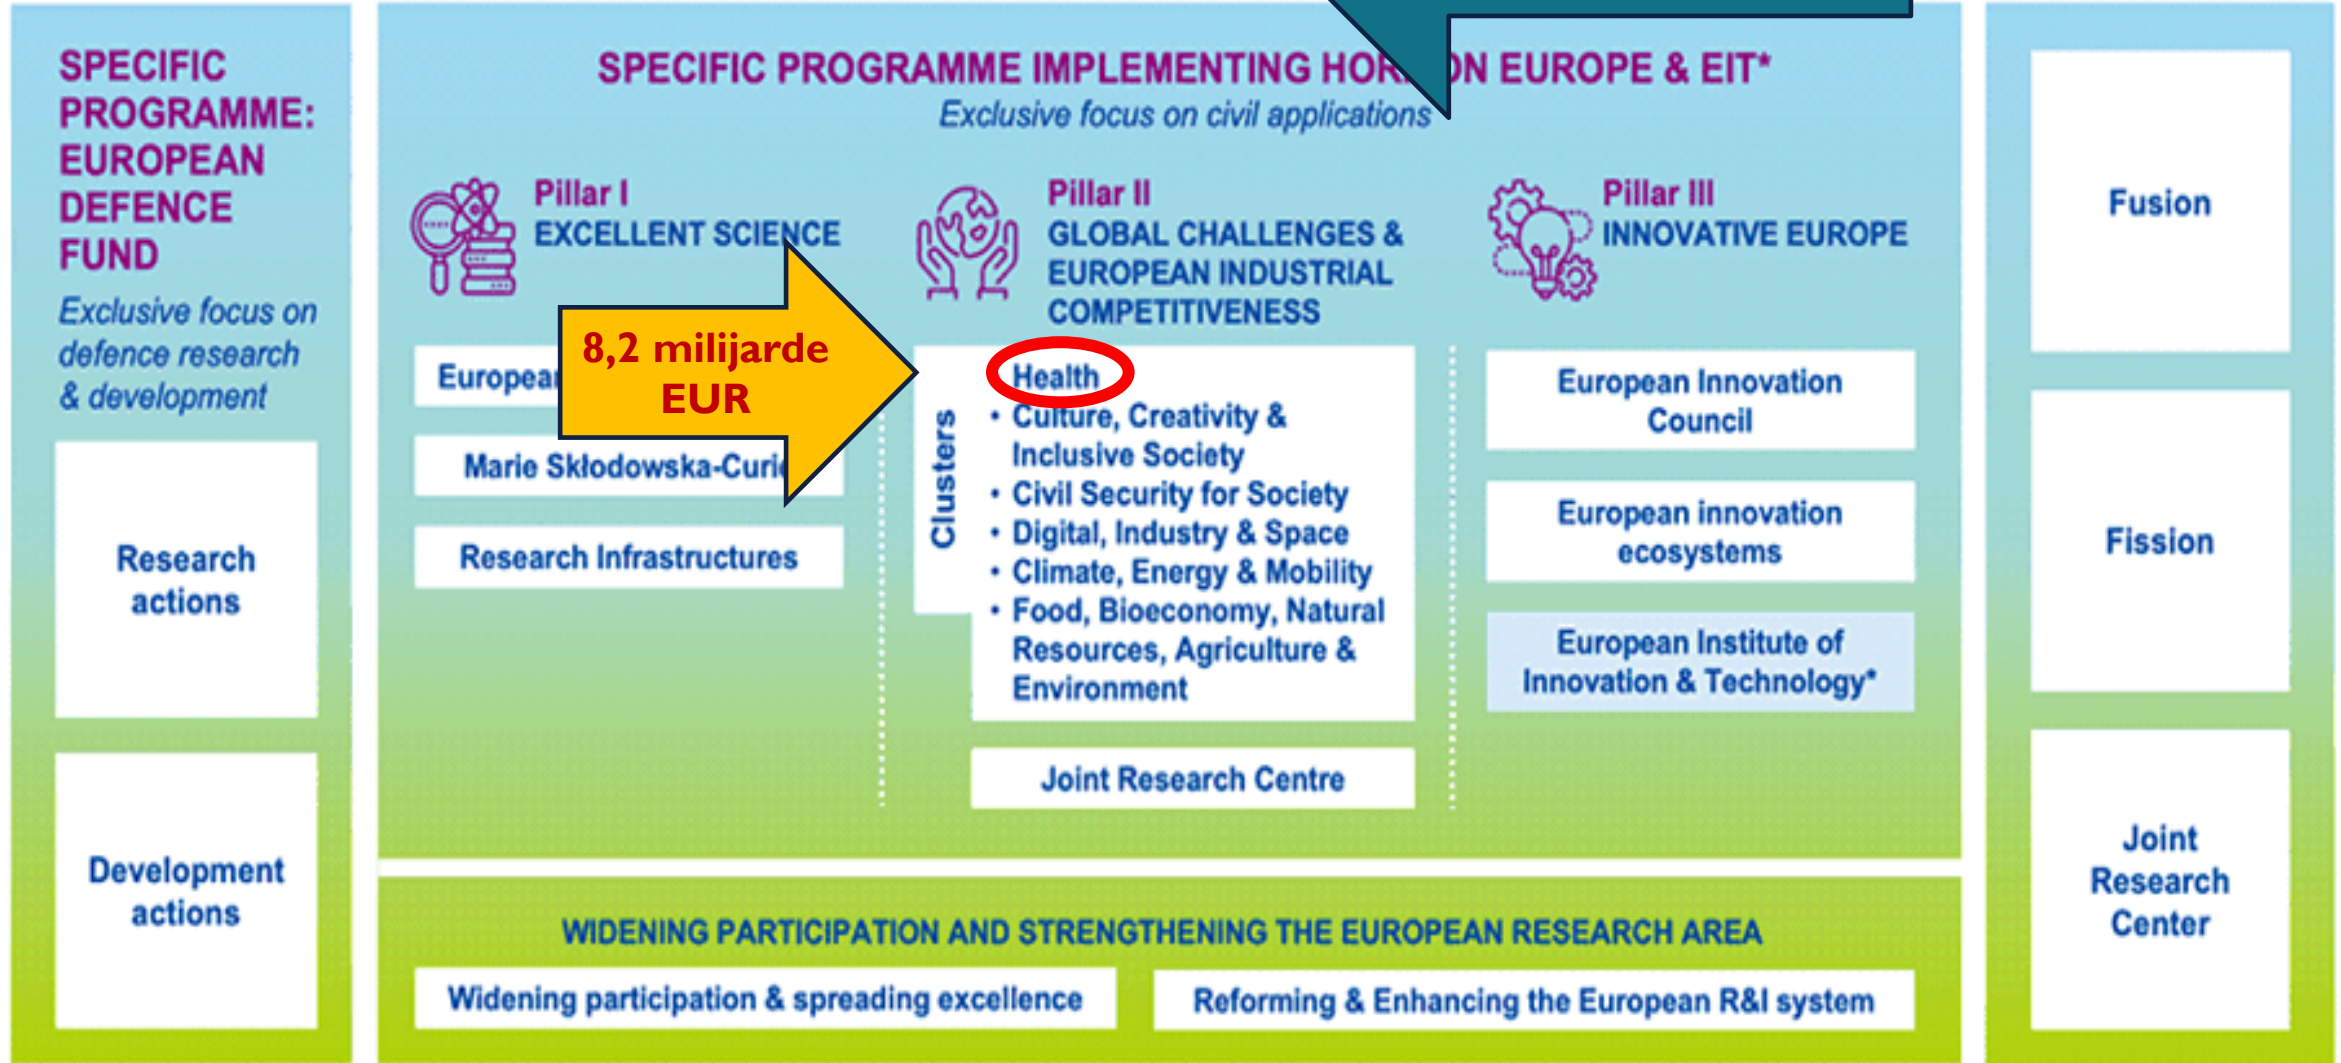 SPECIFIC
PROGRAMME:
EUROPEAN
DEFENCE
FUND
Exclusive focus on
defence research
& development
Research
actions
Development
actions
SPECIFIC PROGRAMME IMPLEMENTING EUROPE & EIT*
Exclusive focus on civil applications
Pillar I
EXCELLENT SCIENCE
8,2 milijarde
EUR
Marie Skłodowska-Curie
Research Infrastructures
Pillar II
GLOBAL CHALLENGES &
EUROPEAN INDUSTRIAL
COMPETITIVENESS
Clusters
Health
• Culture, Creativity &
Inclusive Society
• Civil Security for Society
• Digital, Industry & Space
• Climate, Energy & Mobility
• Food, Bioeconomy, Natural
Resources, Agriculture &
Environment
Joint Research Centre
Pillar III
INNOVATIVE EUROPE
European Innovation
Council
European innovation
ecosystems
European Institute of
Innovation & Technology*
WIDENING PARTICIPATION AND STRENGTHENING THE EUROPEAN RESEARCH AREA
Widening participation & spreading excellence
Reforming & Enhancing the European R&I system
Fusion
Fission
Joint
Research
Center